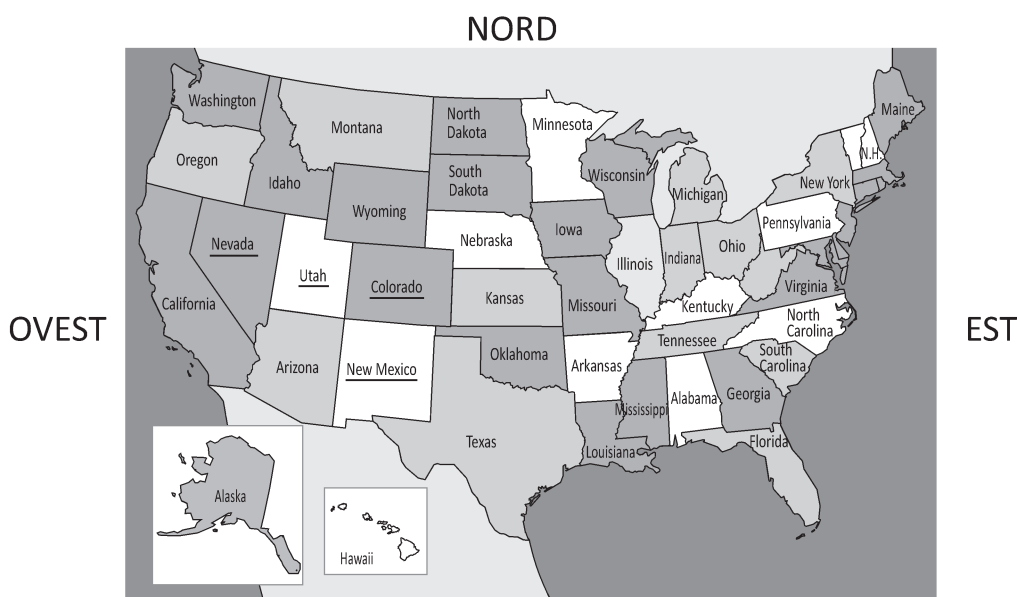 NORD
Washington
Montana
North
Dakota
Minnesota
Maine
Oregon
Idaho
South
Dakota
Wisconsin
Michigan
New York
N.H.
Wyoming
Nevada
Utah
Colorado
Nebraska
Iowa
Illinois
Indiana
Ohio
Pennsylvania
California
Kansas
Missouri
Kentucky
Virginia
OVEST
EST
North
Carolina
Tennessee
South
Carolina
Arizona
New Mexico
Oklahoma
Arkansas
Mississippi
Alabama
Georgia
Texas
Louisiana
Florida
Alaska
Hawaii